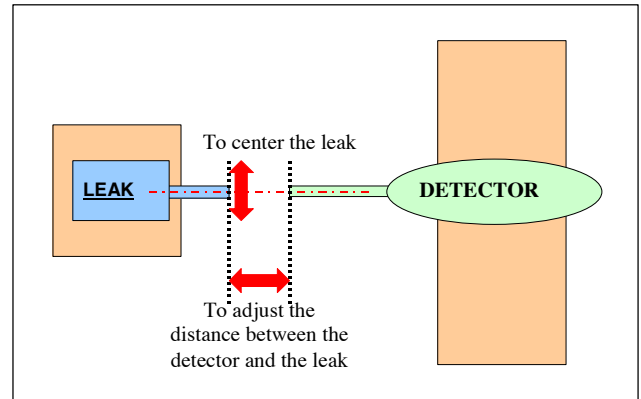 To center the leak
LEAK
DETECTOR
To adjust the
distance between the
detector and the leak